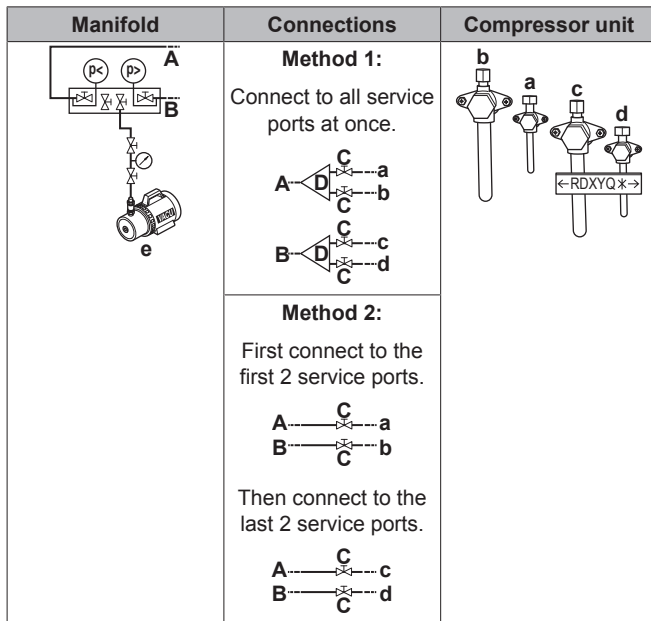 Manifold
Connections
Compressor unit
A
p<
p>
B
e
Method 1:
Connect to all service
ports at once.
C
A
D
a
b
C
C
B
D
c
d
C
Method 2:
First connect to the
first 2 service ports.
C
A
a
B
b
C
Then connect to the
last 2 service ports.
C
A
c
B
d
C
b
a
c
d
←RDXYQ*→